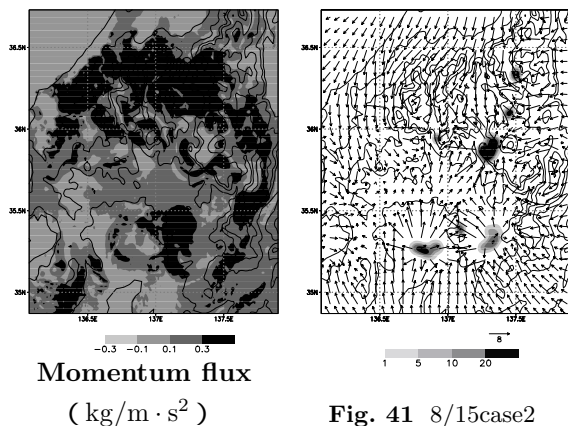 36.5N
36N
35.5N
35N
136.5E 137E 137.5E
-0.3 -0.1 0.1 0.3
Momentum flux
( kg/m · s² )
36.5N
36N
35.5N
35N
136.5E 137E 137.5E
8
1 5 10 20
Fig. 41 8/15case2